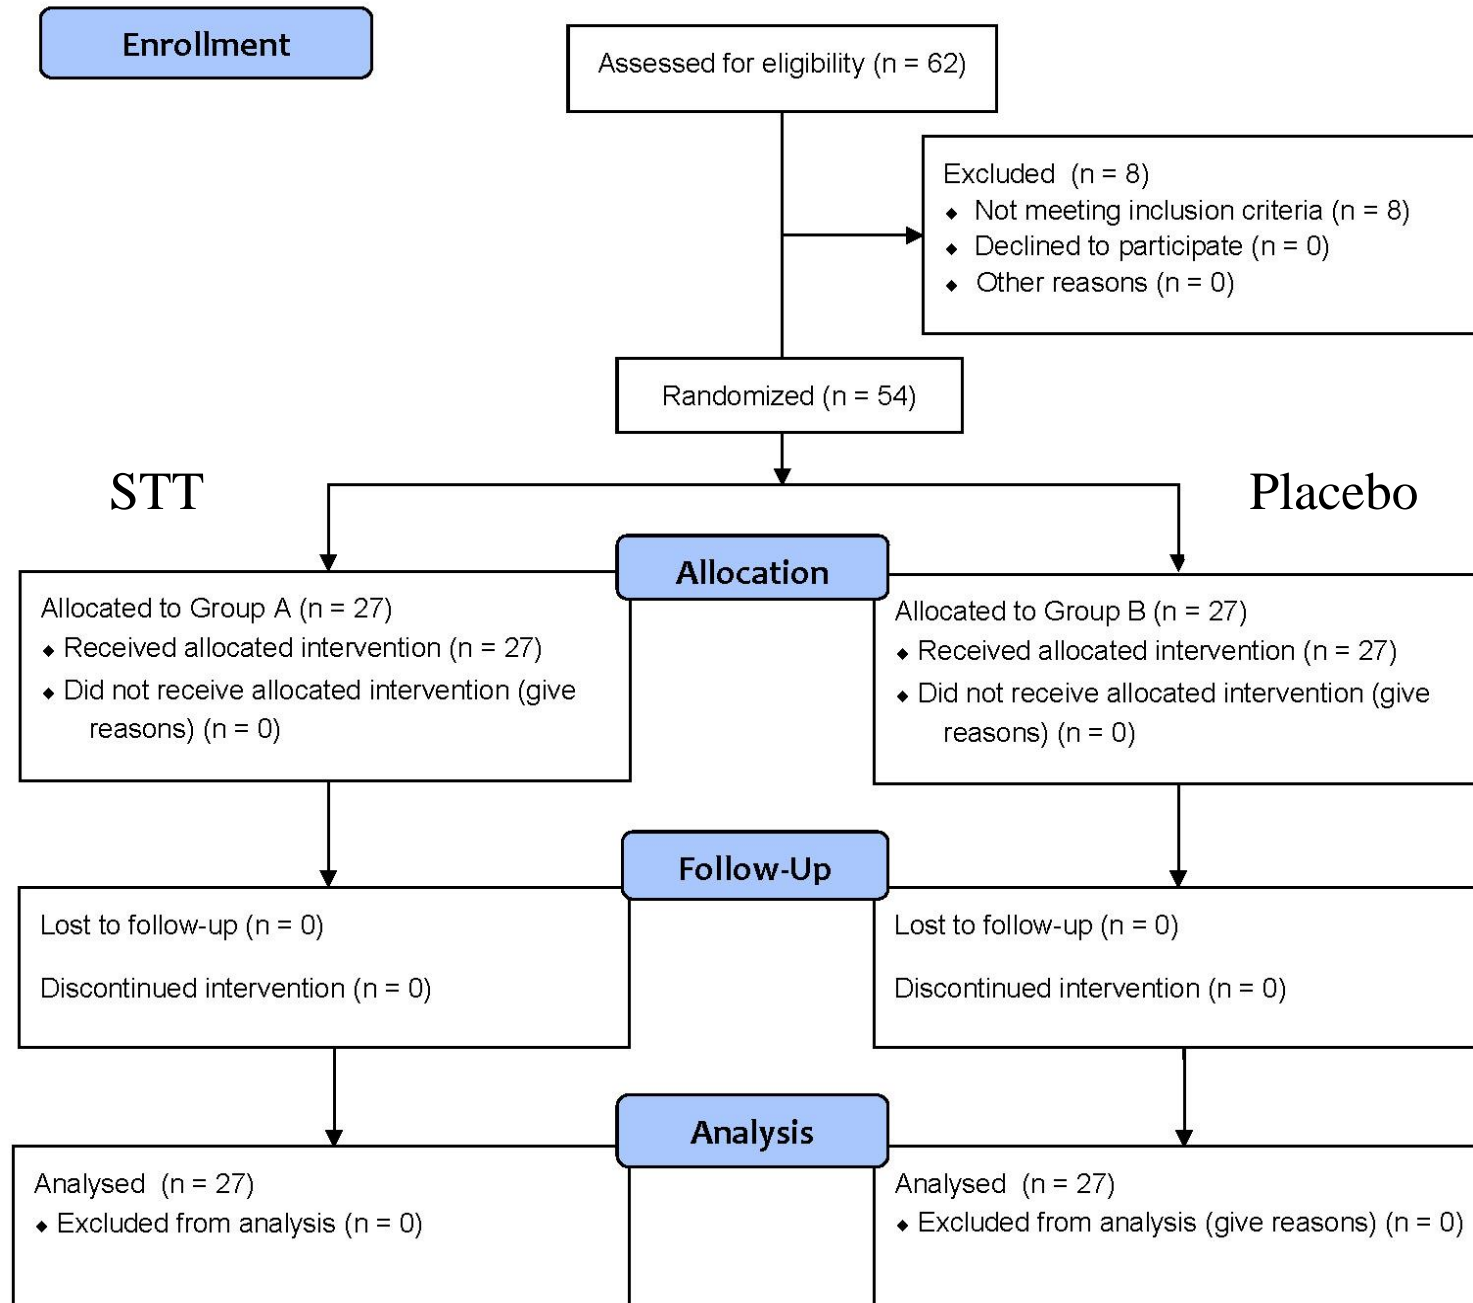 Enrollment
Assessed for eligibility (n = 62)
Excluded  (n = 8)
⬥ Not meeting inclusion criteria (n = 8)
⬥ Declined to participate (n = 0)
⬥ Other reasons (n = 0)
Randomized (n = 54)
STT
Placebo
Allocation
Allocated to Group A (n = 27)
⬥ Received allocated intervention (n = 27)
⬥ Did not receive allocated intervention (give
reasons) (n = 0)
Allocated to Group B (n = 27)
⬥ Received allocated intervention (n = 27)
⬥ Did not receive allocated intervention (give
reasons) (n = 0)
Follow-Up
Lost to follow-up (n = 0)
Discontinued intervention (n = 0)
Lost to follow-up (n = 0)
Discontinued intervention (n = 0)
Analysis
Analysed  (n = 27)
⬥ Excluded from analysis (n = 0)
Analysed  (n = 27)
⬥ Excluded from analysis (give reasons) (n = 0)